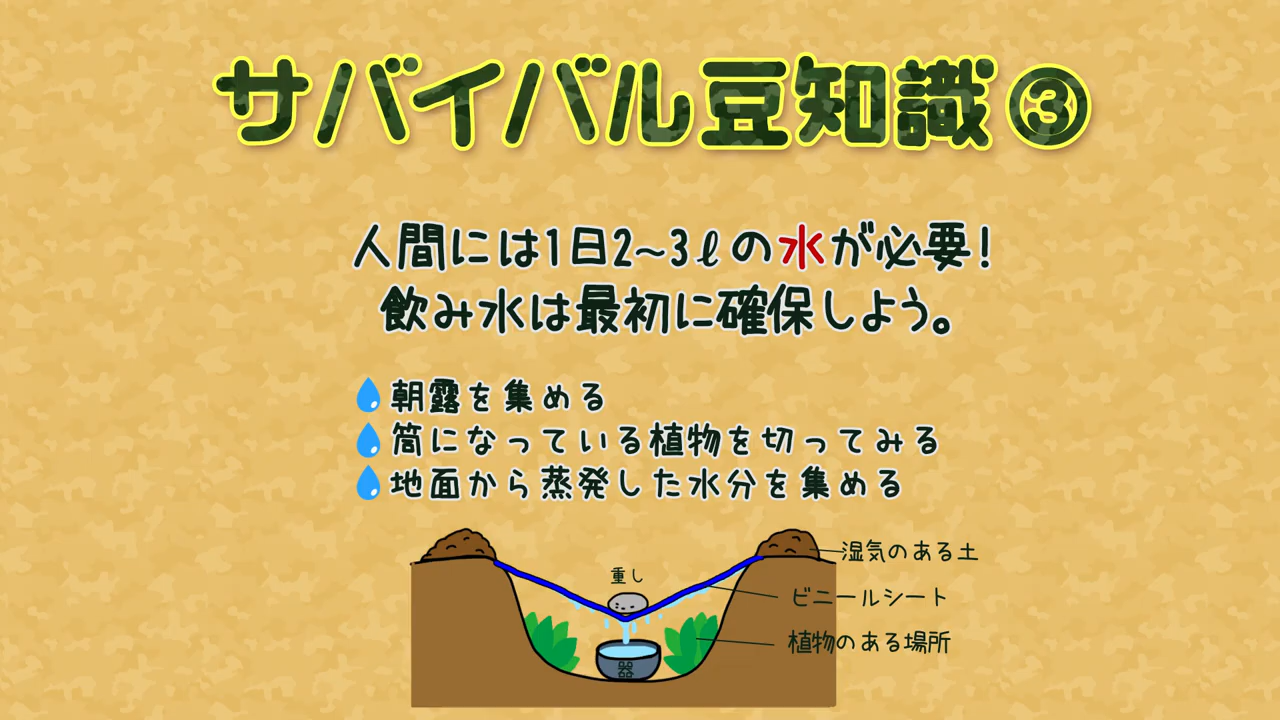 サバイバル豆知識③
人間には1日2~3ℓの水が必要!
飲み水は最初に確保しよう。
朝露を集める
筒になっている植物を切ってみる
地面から蒸発した水分を集める
湿気のある土
重し
ビニールシート
植物のある場所
器